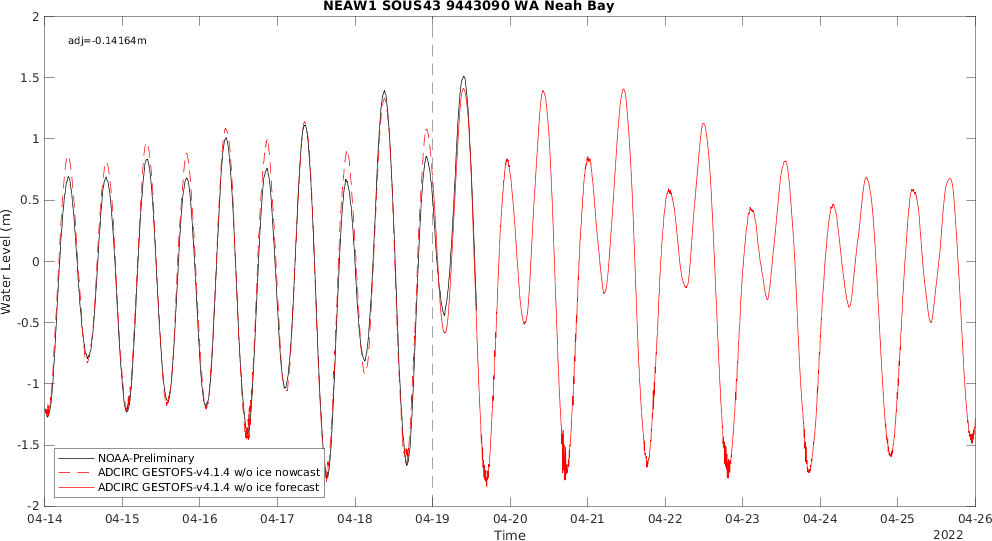 NEAW1 SOUS43 9443090 WA Neah Bay
adj=-0.14164m
2
1.5
1
0.5
0
-0.5
-1
-1.5
-2
Water Level (m)
NOAA-Preliminary
ADCIRC GESTOFS-v4.1.4 w/o ice nowcast
ADCIRC GESTOFS-v4.1.4 w/o ice forecast
04-14 04-15 04-16 04-17 04-18 04-19 04-20 04-21 04-22 04-23 04-24 04-25 04-26
Time
2022